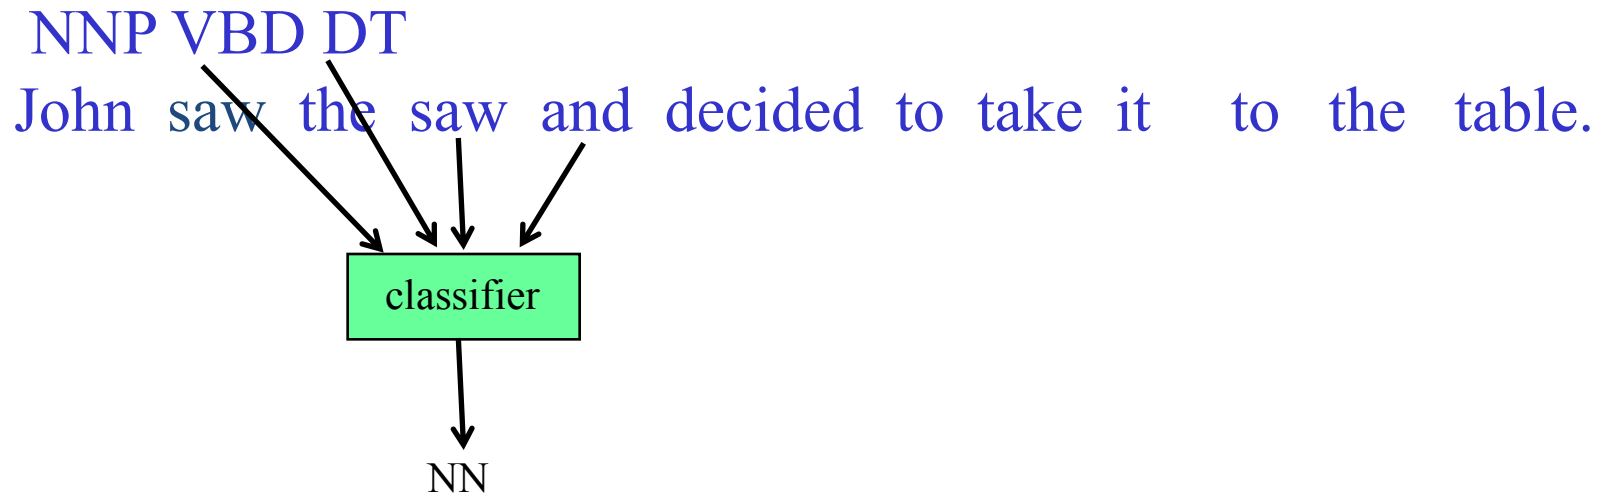 NNP VBD DT
John saw the saw and decided to take it to the table.
classifier
NN